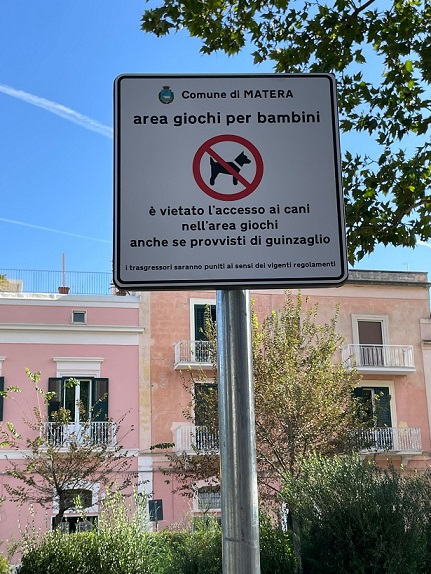 Comune di MATERA
area giochi per bambini
è vietato l'accesso ai cani
nell'area giochi
anche se provvisti di guinzaglio
i trasgressori saranno puniti ai sensi dei vigenti regolamenti